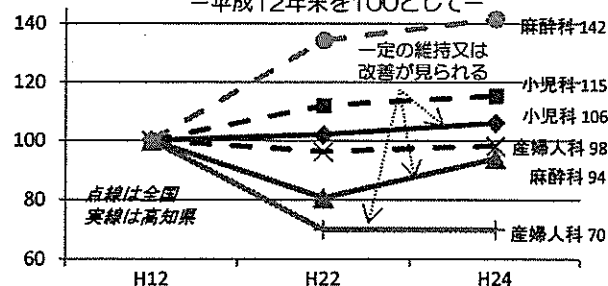 ー平成12年末を100としてー
140
120
100
80
60
H12
H22
H24
一定の維持又は
改善が見られる
点線は全国
実線は高知県
麻酔科 142
小児科 115
小児科 106
産婦人科 98
麻酔科 94
産婦人科 70